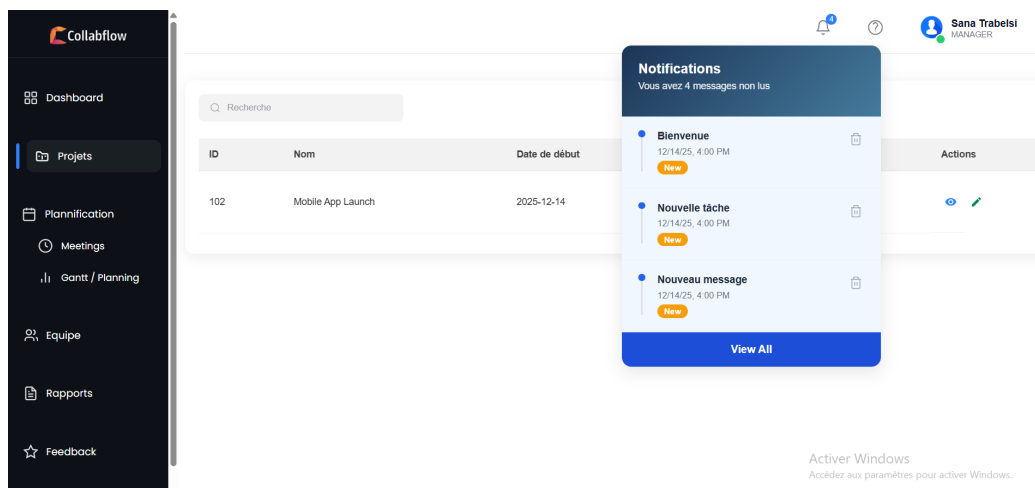 Collabflow
4
Sana Trabelsi
MANAGER
Dashboard
Projets
Plannification
Meetings
Gantt / Planning
Equipe
Rapports
Feedback
Recherche
ID Nom Date de début Actions
102 Mobile App Launch 2025-12-14
Notifications
Vous avez 4 messages non lus
Bienvenue
12/14/25, 4:00 PM
New
Nouvelle tâche
12/14/25, 4:00 PM
New
Nouveau message
12/14/25, 4:00 PM
New
View All
Activer Windows
Accédez aux paramètres pour activer Windows.